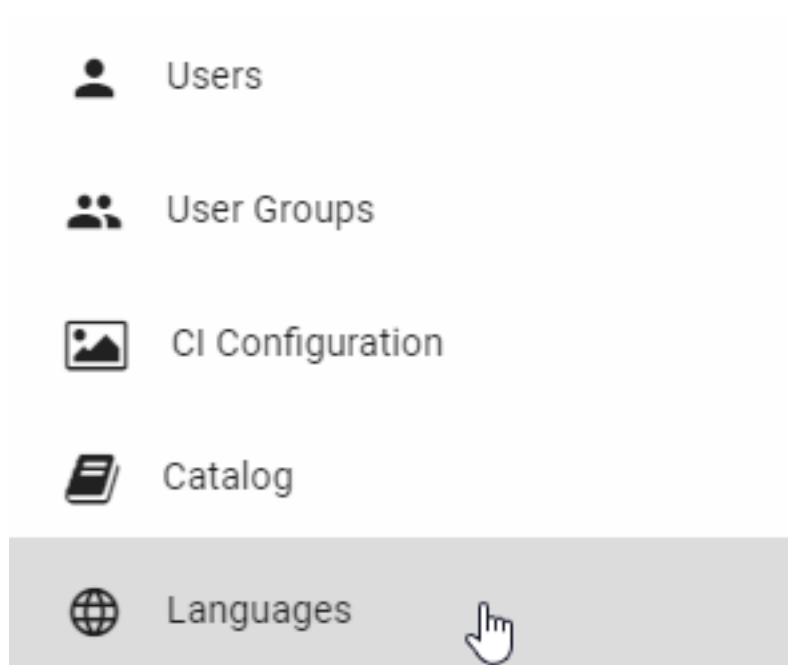 Users
User Groups
CI Configuration
Catalog
Languages